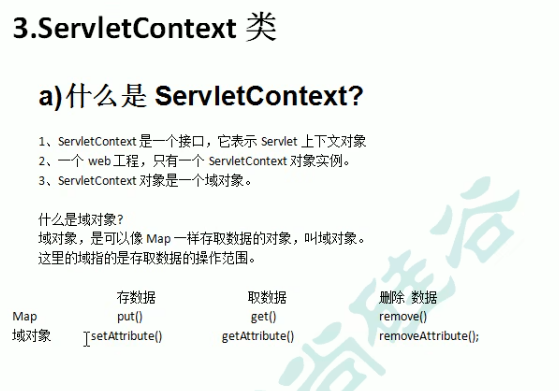 3.ServletContext 类
a)什么是 ServletContext?
1、ServletContext 是一个接口，它表示 Servlet 上下文对象
2、一个 web 工程，只有一个 ServletContext 对象实例。
3、ServletContext 对象是一个域对象。
什么是域对象?
域对象，是可以像 Map 一样存取数据的对象，叫域对象。
这里的域指的是存取数据的操作范围。
存数据 取数据 删除 数据
Map put() get() remove()
域对象 setAttribute() getAttribute() removeAttribute();
尚硅谷